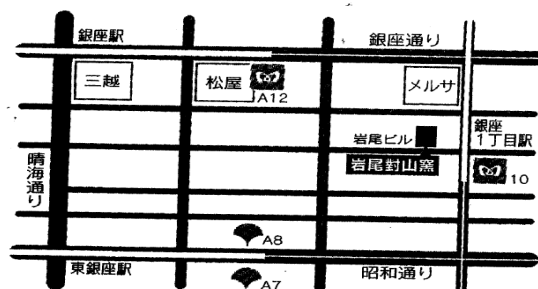 銀座駅
銀座通り
三越
松屋
A12
メルサ
岩尾ビル
銀座
1丁目駅
岩尾對山窯
10
晴海通り
A8
東銀座駅
昭和通り
A7